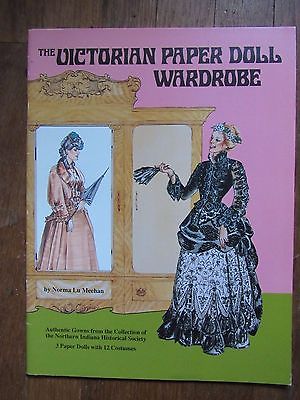 THE VICTORIAN PAPER DOLL
WARDROBE
by Norma Lu Meehan
Authentic Gowns from the Collection of
the Northern Indiana Historical Society
3 Paper Dolls with 12 Costumes